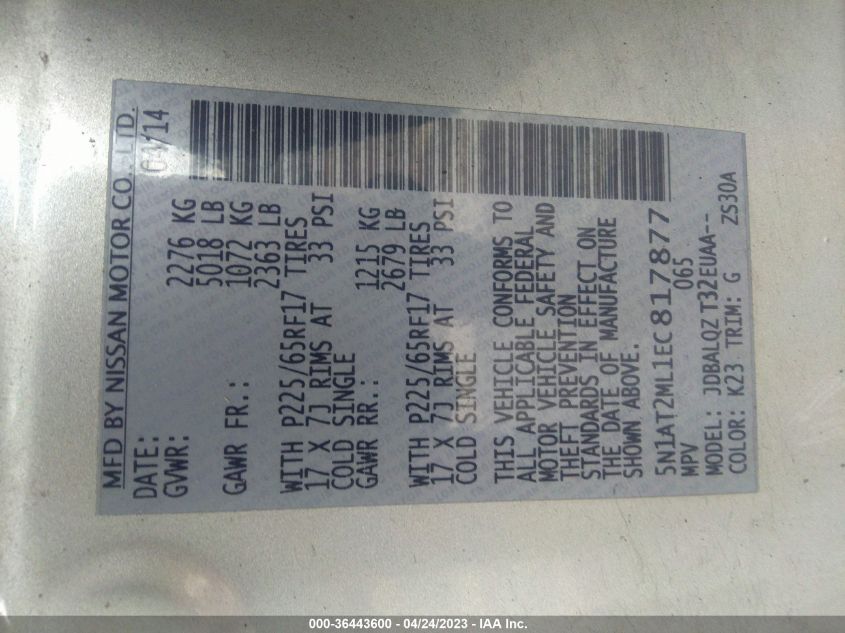 MFD BY NISSAN MOTOR CO., LTD.
DATE: /14
GVWR: 2276 KG
5018 LB
GAWR FR.: 1072 KG
2363 LB
WITH P225/65RF17 TIRES
17 X 7J RIMS AT 33 PSI
COLD SINGLE
GAWR RR.: 1215 KG
2679 LB
WITH P225/65RF17 TIRES
17 X 7J RIMS AT 33 PSI
COLD SINGLE
THIS VEHICLE CONFORMS TO
ALL APPLICABLE FEDERAL
MOTOR VEHICLE SAFETY AND
THEFT PREVENTION
STANDARDS IN EFFECT ON
THE DATE OF MANUFACTURE
SHOWN ABOVE.
5N1AT2ML1EC817877
MPV 065
MODEL: JDBALQZ T32EUAA--
COLOR: K23 TRIM: G ZS30A
000-36443600 - 04/24/2023 - IAA Inc.